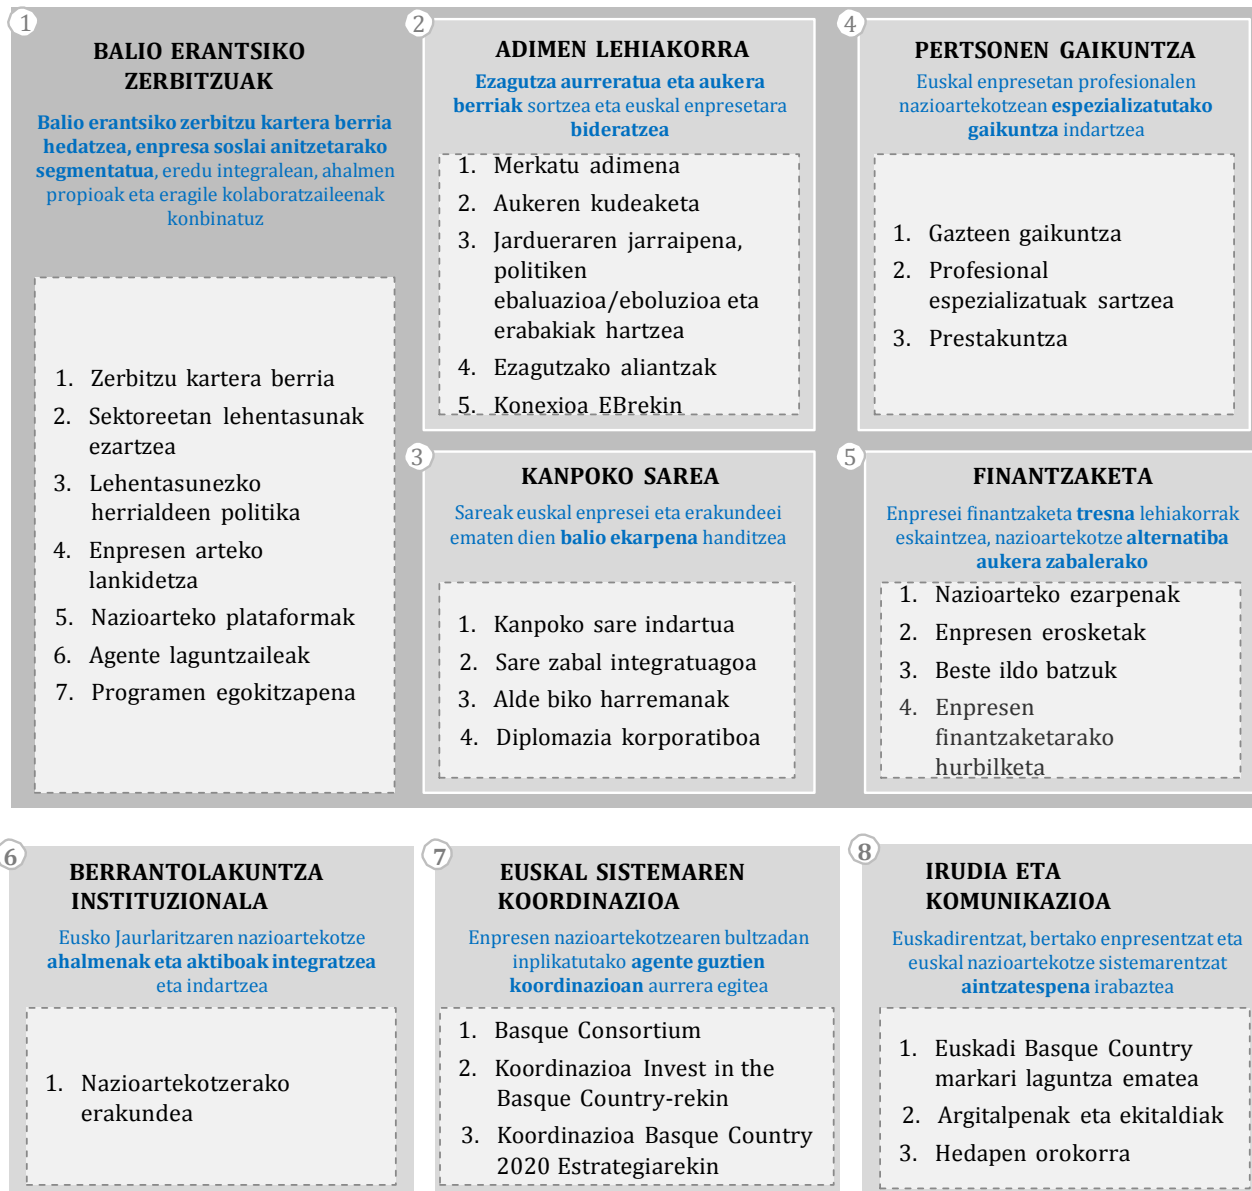 1
BALIO ERANTSIKO
ZERBITZUAK
Balio erantsiko zerbitzu kartera berria
hedatzea, enpresa soslai anitzetarako
segmentatua, eredu integralean, ahalmen
propioak eta eragile kolaboratzaileenak
konbinatuz
1. Zerbitzu kartera berria
2. Sektoreetan lehentasunak
ezartzea
3. Lehentasunezko
herrialdeen politika
4. Enpresen arteko
lankidetza
5. Nazioarteko plataformak
6. Agente laguntzaileak
7. Programen egokitzapena
2
ADIMEN LEHIAKORRA
Ezagutza aurreratua eta aukera
berriak sortzea eta euskal enpresetara
bideratzea
1. Merkatu adimena
2. Aukeren kudeaketa
3. Jardueraren jarraipena,
politiken
ebaluazioa/eboluzioa eta
erabakiak hartzea
4. Ezagutzako aliantzak
5. Konexioa EBrekin
3
KANPOKO SAREA
Sareak euskal enpresei eta erakundeei
ematen dien balio ekarpena handitzea
1. Kanpoko sare indartua
2. Sare zabal integratuagoa
3. Alde biko harremanak
4. Diplomazia korporatiboa
4
PERTSONEN GAIKUNTZA
Euskal enpresetan profesionalen
nazioartekotzean espezializatutako
gaikuntza indartzea
1. Gazteen gaikuntza
2. Profesional
espezializatuak sartzea
3. Prestakuntza
5
FINANTZAKETA
Enpresei finantzaketa tresna lehiakorrak
eskaintzea, nazioartekotze alternatiba
aukera zabalerako
1. Nazioarteko ezarpenak
2. Enpresen erosketak
3. Beste ildo batzuk
4. Enpresen
finantzaketarako
hurbilketa
6
BERRANTOLAKUNTZA
INSTITUZIONALA
Eusko Jaurlaritzaren nazioartekotze
ahalmenak eta aktiboak integratzea
eta indartzea
1. Nazioartekotzerako
erakundea
7
EUSKAL SISTEMAREN
KOORDINAZIOA
Enpresen nazioartekotzearen bultzadan
inplikatutako agente guztien
koordinazioan aurrera egitea
1. Basque Consortium
2. Koordinazioa Invest in the
Basque Country-rekin
3. Koordinazioa Basque Country
2020 Estrategiarekin
8
IRUDIA ETA
KOMUNIKAZIOA
Euskadirentzat, bertako enpresentzat eta
euskal nazioartekotze sistemarentzat
aintzatespena irabaztea
1. Euskadi Basque Country
markari laguntza ematea
2. Argitalpenak eta ekitaldiak
3. Hedapen orokorra